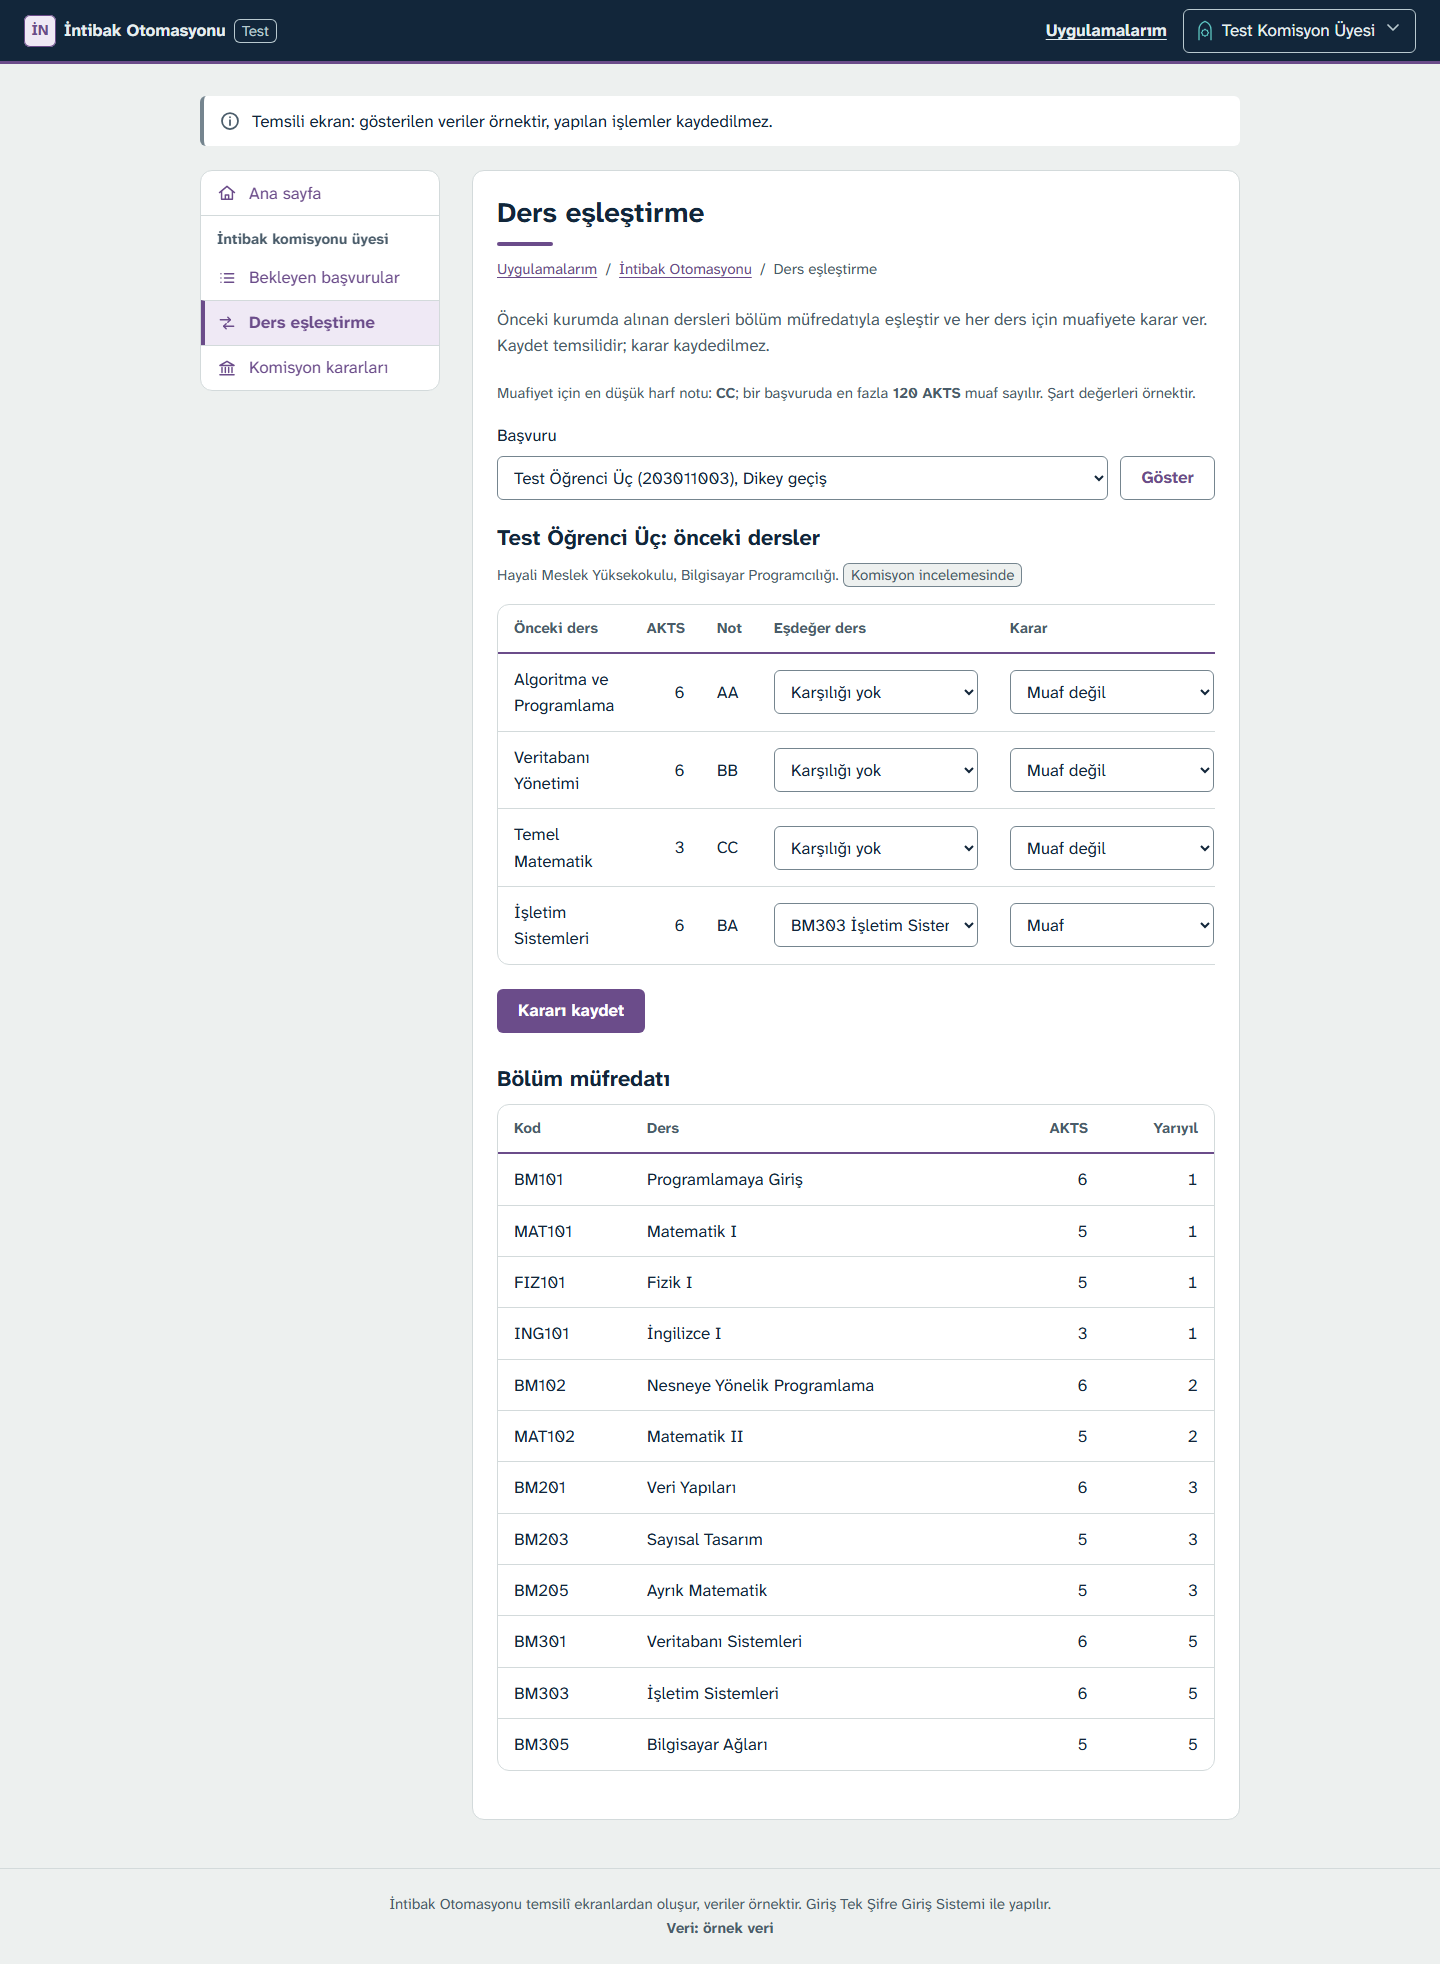 İN İntibak Otomasyonu Test
Uygulamalarım
Test Komisyon Üyesi
Temsili ekran: gösterilen veriler örnektir, yapılan işlemler kaydedilmez.
Ana sayfa
İntibak komisyonu üyesi
Bekleyen başvurular
Ders eşleştirme
Komisyon kararları
Ders eşleştirme
Uygulamalarım / İntibak Otomasyonu / Ders eşleştirme
Önceki kurumda alınan dersleri bölüm müfredatıyla eşleştir ve her ders için muafiyete karar ver.
Kaydet temsilidir; karar kaydedilmez.
Muafiyet için en düşük harf notu: CC; bir başvuruda en fazla 120 AKTS muaf sayılır. Şart değerleri örnektir.
Başvuru
Test Öğrenci Üç (203011003), Dikey geçiş
Göster
Test Öğrenci Üç: önceki dersler
Hayali Meslek Yüksekokulu, Bilgisayar Programcılığı. Komisyon incelemesinde
Önceki ders AKTS Not Eşdeğer ders Karar
Algoritma ve
Programlama 6 AA Karşılığı yok Muaf değil
Veritabanı
Yönetimi 6 BB Karşılığı yok Muaf değil
Temel
Matematik 3 CC Karşılığı yok Muaf değil
İşletim
Sistemleri 6 BA BM303 İşletim Sister Muaf
Kararı kaydet
Bölüm müfredatı
Kod Ders AKTS Yarıyıl
BM101 Programlamaya Giriş 6 1
MAT101 Matematik I 5 1
FIZ101 Fizik I 5 1
ING101 İngilizce I 3 1
BM102 Nesneye Yönelik Programlama 6 2
MAT102 Matematik II 5 2
BM201 Veri Yapıları 6 3
BM203 Sayısal Tasarım 5 3
BM205 Ayrık Matematik 5 3
BM301 Veritabanı Sistemleri 6 5
BM303 İşletim Sistemleri 6 5
BM305 Bilgisayar Ağları 5 5
İntibak Otomasyonu temsilî ekranlardan oluşur, veriler örnektir. Giriş Tek Şifre Giriş Sistemi ile yapılır.
Veri: örnek veri